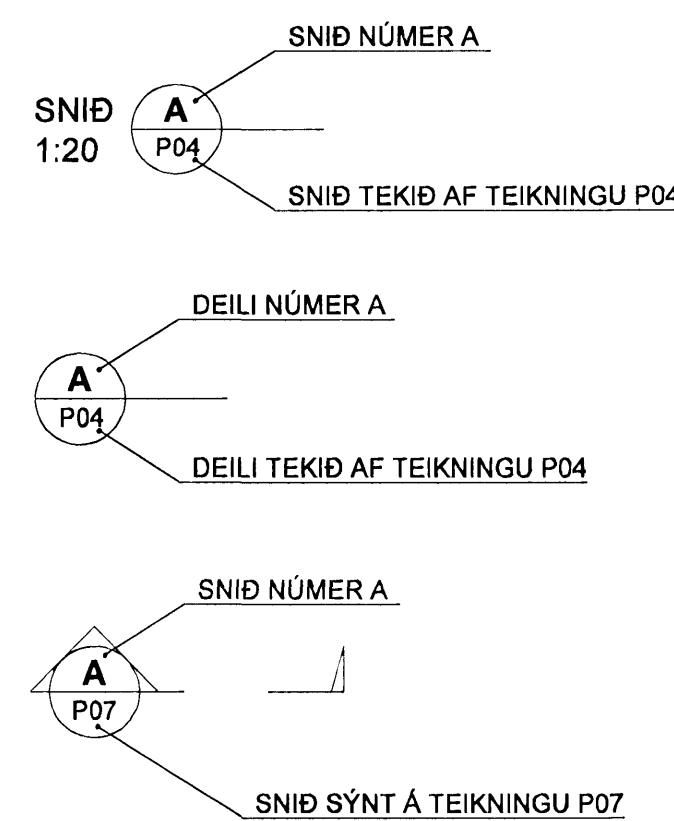 SNIÐ NÚMER A
SNIÐ
1:20
A
P04
SNIÐ TEKIÐ AF TEIKNINGU P04
DEILI NÚMER A
A
P04
DEILI TEKIÐ AF TEIKNINGU P04
SNIÐ NÚMER A
A
P07
SNIÐ SÝNT Á TEIKNINGU P07